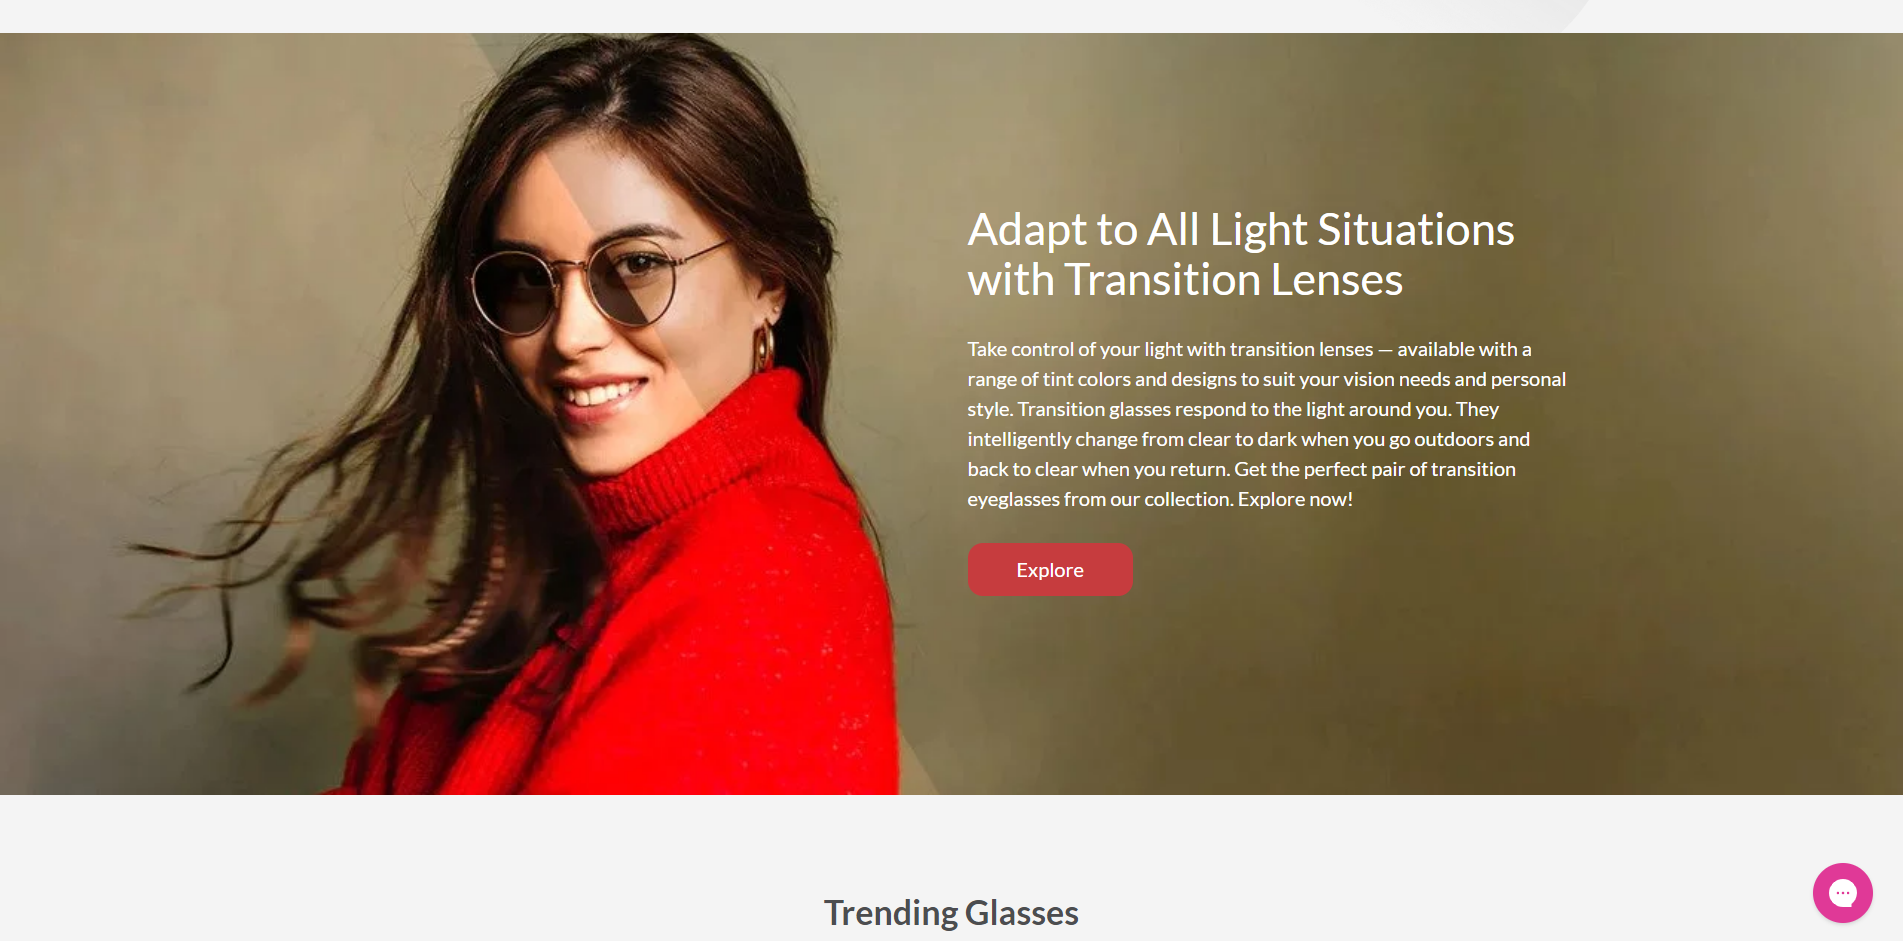 Adapt to All Light Situations
with Transition Lenses
Take control of your light with transition lenses — available with a
range of tint colors and designs to suit your vision needs and personal
style. Transition glasses respond to the light around you. They
intelligently change from clear to dark when you go outdoors and
back to clear when you return. Get the perfect pair of transition
eyeglasses from our collection. Explore now!
Explore
Trending Glasses